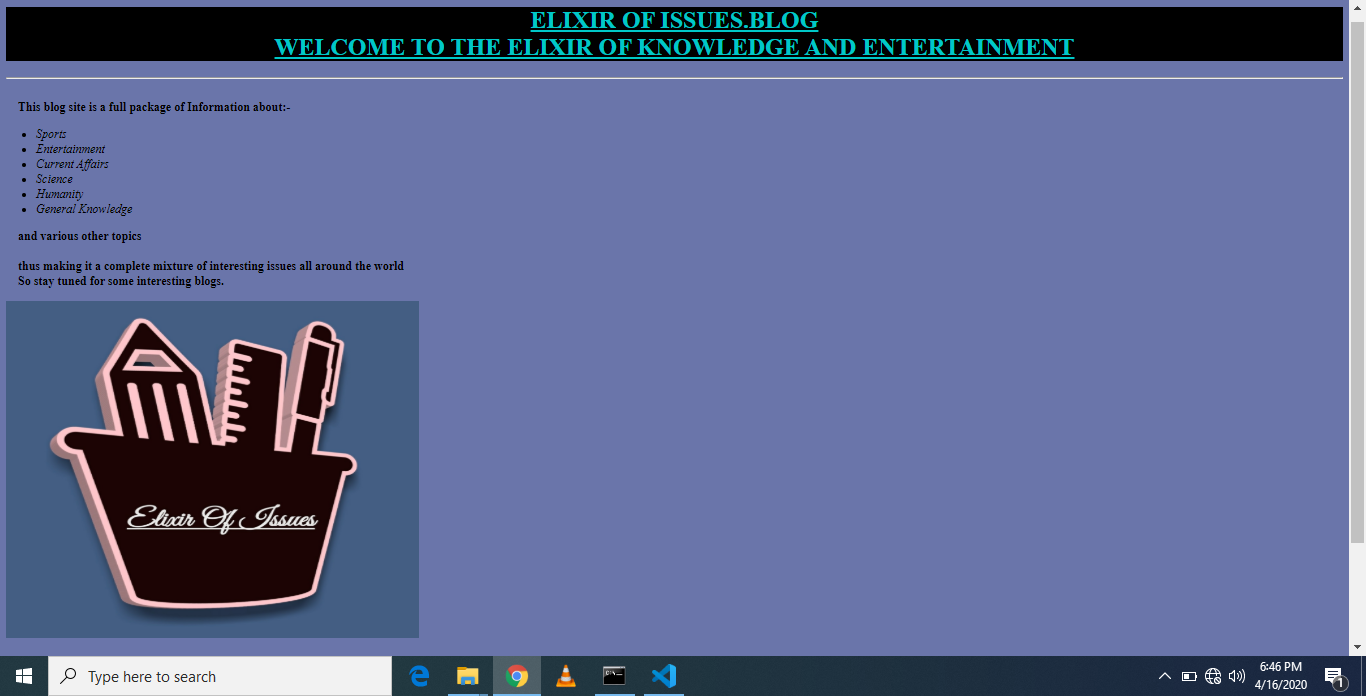 ELIXIR OF ISSUES.BLOG
WELCOME TO THE ELIXIR OF KNOWLEDGE AND ENTERTAINMENT
This blog site is a full package of Information about:-
Sports
Entertainment
Current Affairs
Science
Humanity
General Knowledge
and various other topics
thus making it a complete mixture of interesting issues all around the world
So stay tuned for some interesting blogs.
Elixir Of Issues
Type here to search
6:46 PM
4/16/2020
1